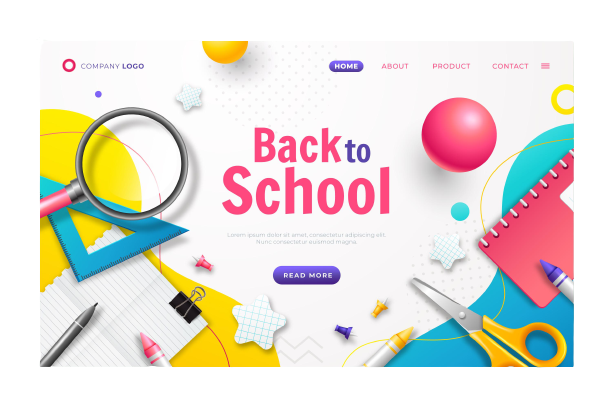 COMPANY LOGO
HOME ABOUT PRODUCT CONTACT
Back to
School
Lorem ipsum dolor sit amet, consectetur adipiscing elit.
Nunc consectetur adipiscing magna.
READ MORE